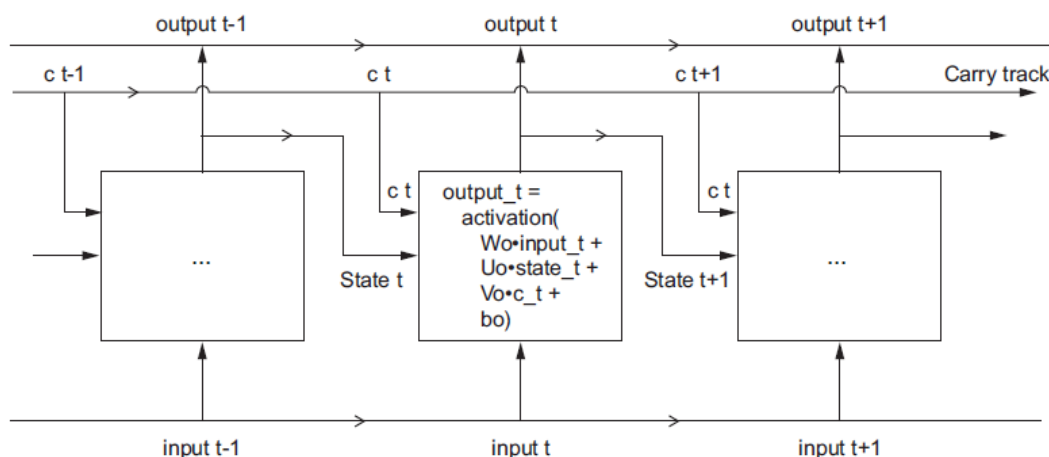 output t-1
output t
output t+1
c t-1
c t
c t+1
Carry track
c t
c t
output_t =
activation(
Wo•input_t +
Uo•state_t +
Vo•c_t +
bo)
...
...
State t
State t+1
input t-1
input t
input t+1